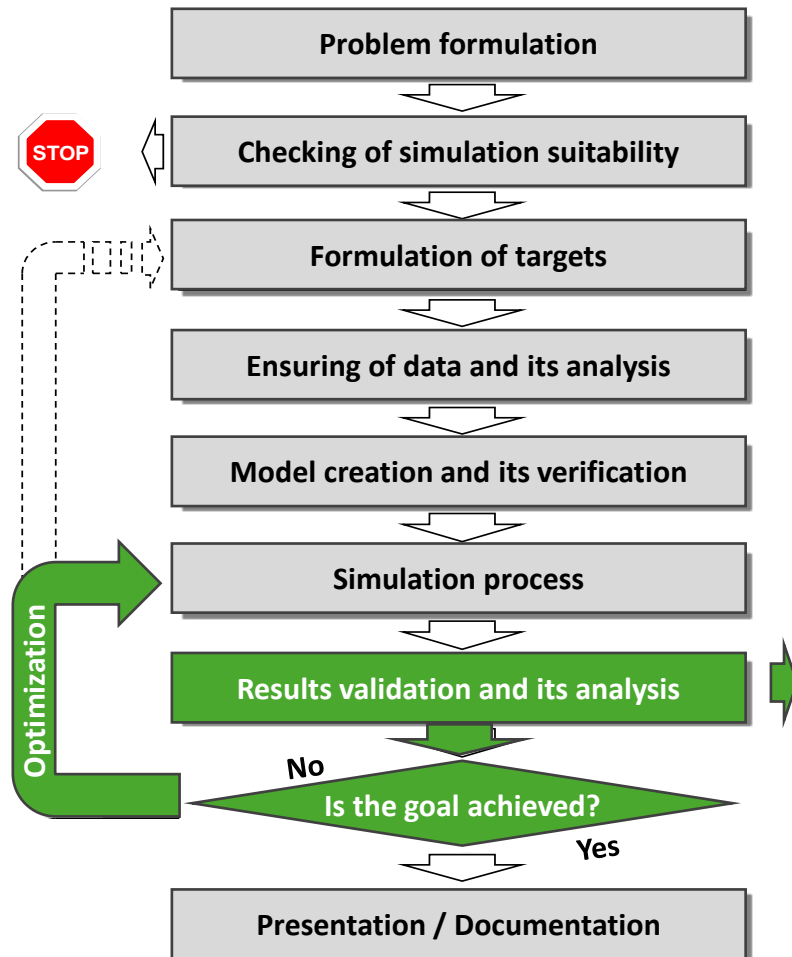 Problem formulation
STOP
Checking of simulation suitability
Formulation of targets
Ensuring of data and its analysis
Model creation and its verification
Simulation process
Optimization
Results validation and its analysis
No
Is the goal achieved?
Yes
Presentation / Documentation